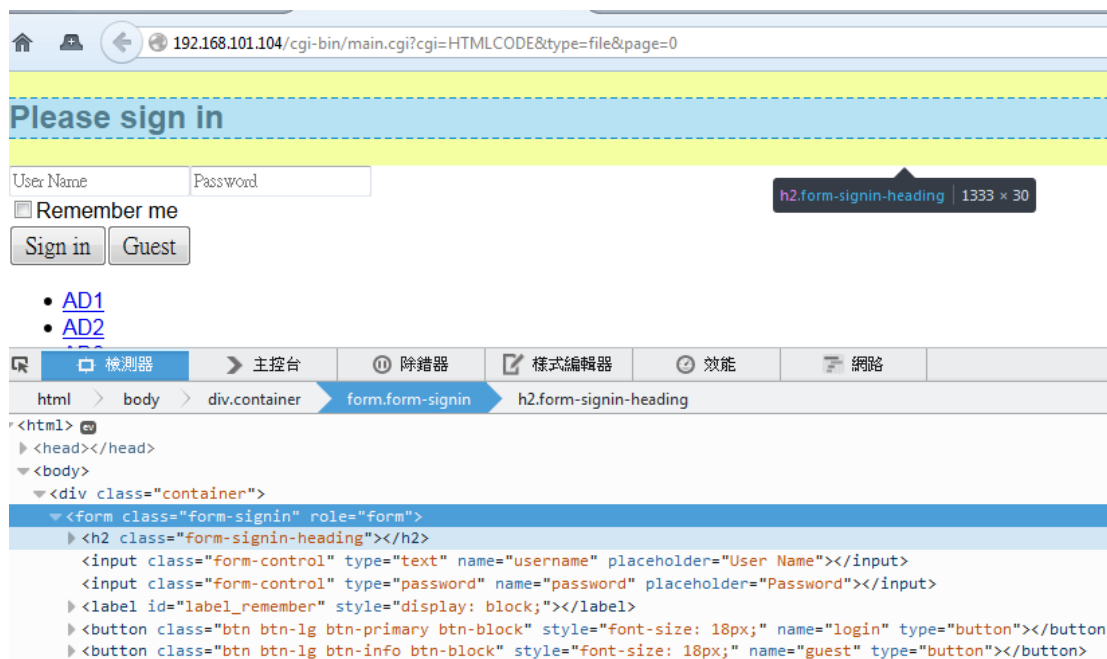 192.168.101.104/cgi-bin/main.cgi?cgi=HTMLCODE&type=file&page=0
Please sign in
User Name Password
h2.form-signin-heading 1333 × 30
Remember me
Sign in Guest
AD1
AD2
檢測器 主控台 除錯器 樣式編輯器 效能 網路
html body div.container form.form-signin h2.form-signin-heading
<html> ev
<head></head>
<body>
<div class="container">
<form class="form-signin" role="form">
<h2 class="form-signin-heading"></h2>
<input class="form-control" type="text" name="username" placeholder="User Name"></input>
<input class="form-control" type="password" name="password" placeholder="Password"></input>
<label id="label_remember" style="display: block;"></label>
<button class="btn btn-lg btn-primary btn-block" style="font-size: 18px;" name="login" type="button"></button
<button class="btn btn-lg btn-info btn-block" style="font-size: 18px;" name="guest" type="button"></button>